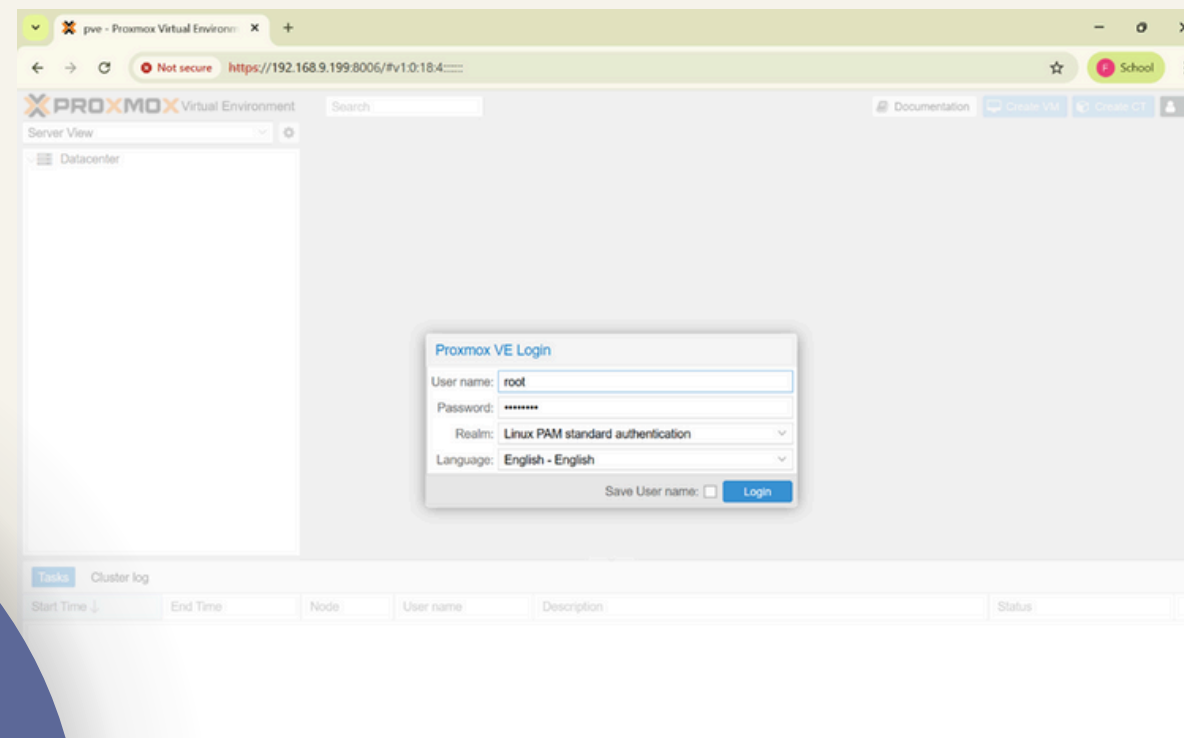 pve - Proxmox Virtual Environm
Not secure https://192.168.9.199:8006/#v1:0:18:4::::::
School
PROXMOX Virtual Environment Search Documentation Create VM Create CT
Server View
Datacenter
Proxmox VE Login
User name: root
Password: ••••••••
Realm: Linux PAM standard authentication
Language: English - English
Save User name: Login
Tasks Cluster log
Start Time ↓ End Time Node User name Description Status